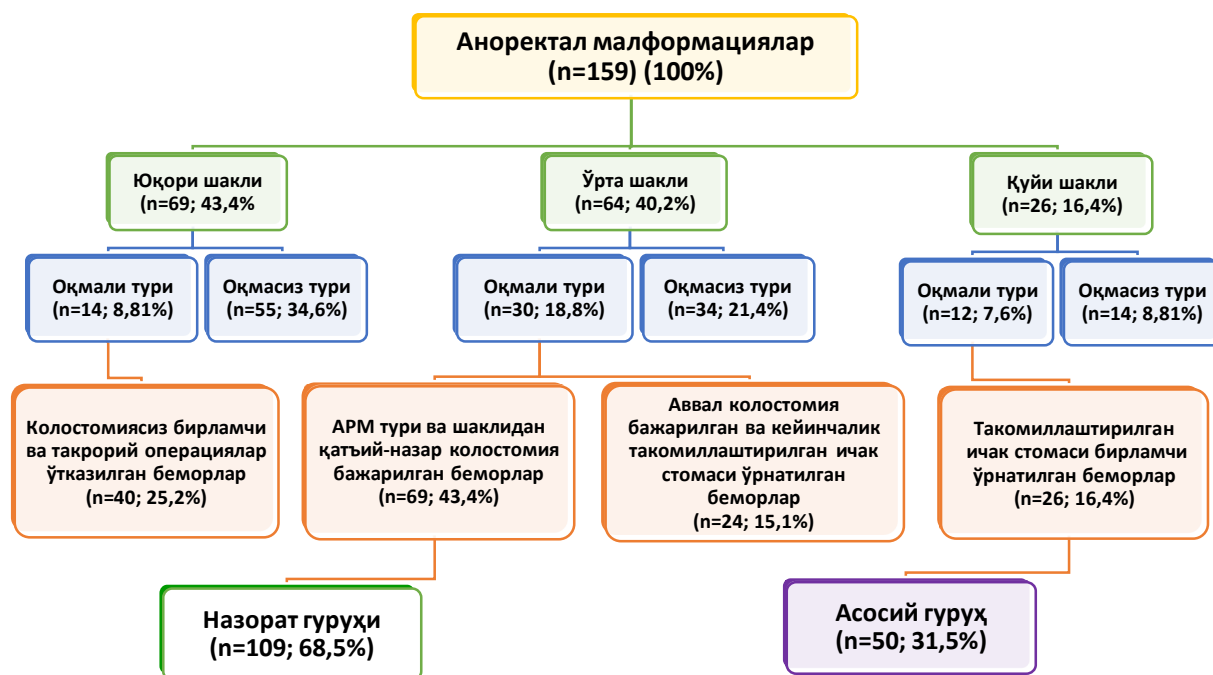 Аноректал малформациялар
(n=159) (100%)
Юқори шакли
(n=69; 43,4%
Ўрта шакли
(n=64; 40,2%)
Қуйи шакли
(n=26; 16,4%)
Оқмали тури
(n=14; 8,81%)
Оқмасиз тури
(n=55; 34,6%)
Оқмали тури
(n=30; 18,8%)
Оқмасиз тури
(n=34; 21,4%)
Оқмали тури
(n=12; 7,6%)
Оқмасиз тури
(n=14; 8,81%)
Колостомиясиз бирламчи
ва такрорий операциялар
ўтказилган беморлар
(n=40; 25,2%)
АРМ тури ва шаклидан
қатъий-назар колостомия
бажарилган беморлар
(n=69; 43,4%)
Аввал колостомия
бажарилган ва кейинчалик
такомиллаштирилган ичак
стомаси ўрнатилган
беморлар
(n=24; 15,1%)
Такомиллаштирилган
ичак стомаси бирламчи
ўрнатилган беморлар
(n=26; 16,4%)
Назорат гуруҳи
(n=109; 68,5%)
Асосий гуруҳ
(n=50; 31,5%)